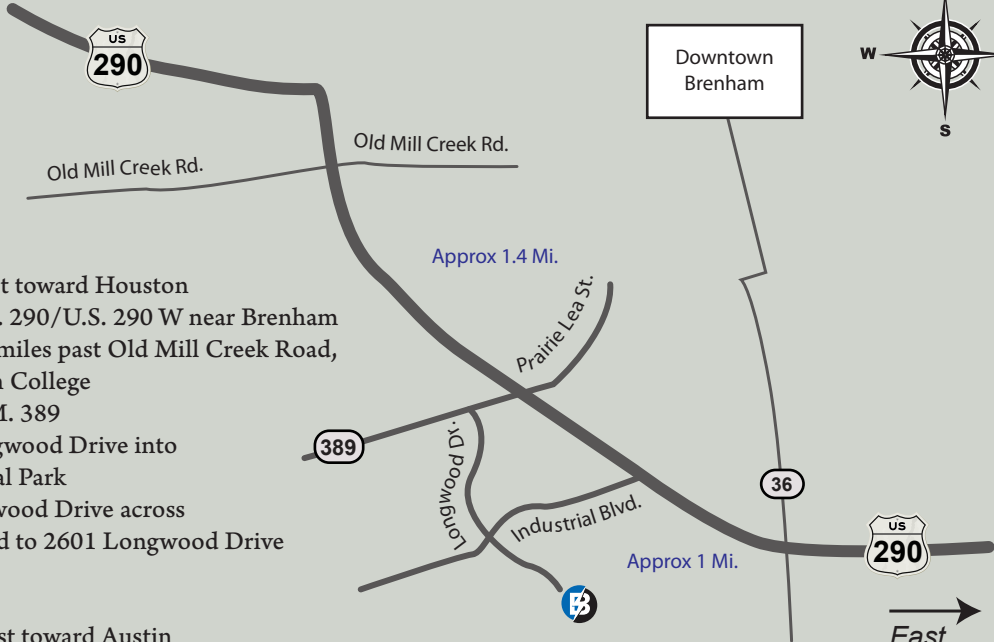 US
290
Downtown
Brenham
W
S
Old Mill Creek Rd.
Old Mill Creek Rd.
Approx 1.4 Mi.
t toward Houston
. 290/U.S. 290 W near Brenham
miles past Old Mill Creek Road,
College
389
gwood Drive into
al Park
wood Drive across
d to 2601 Longwood Drive
Prairie Lea St.
389
Longwood Dr.
36
Industrial Blvd.
US
290
Approx 1 Mi.
B
East
st toward Austin